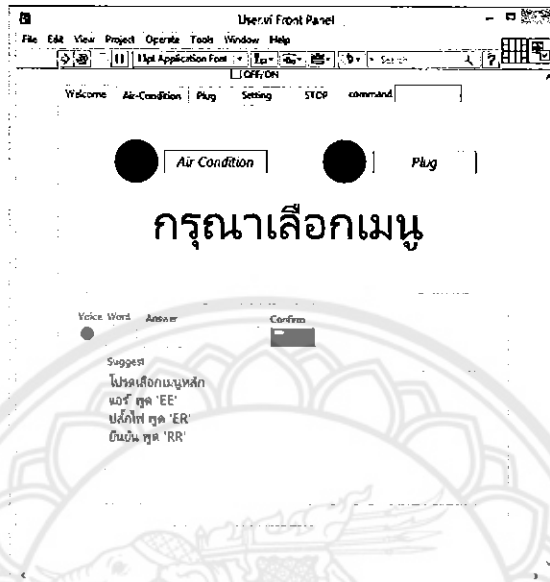 User.vi Front Panel
File Edit View Project Operate Tools Window Help
13pt Application Font Search
OFF/ON
Welcome Air-Condition Plug Setting STOP command
Air Condition Plug
กรุณาเลือกเมนู
Voice Word Answer Confirm
Suggest
โปรดเลือกเมนูหลัก
แอร์ พูด 'EE'
ปลั๊กไฟ พูด 'ER'
ยืนยัน พูด 'RR'